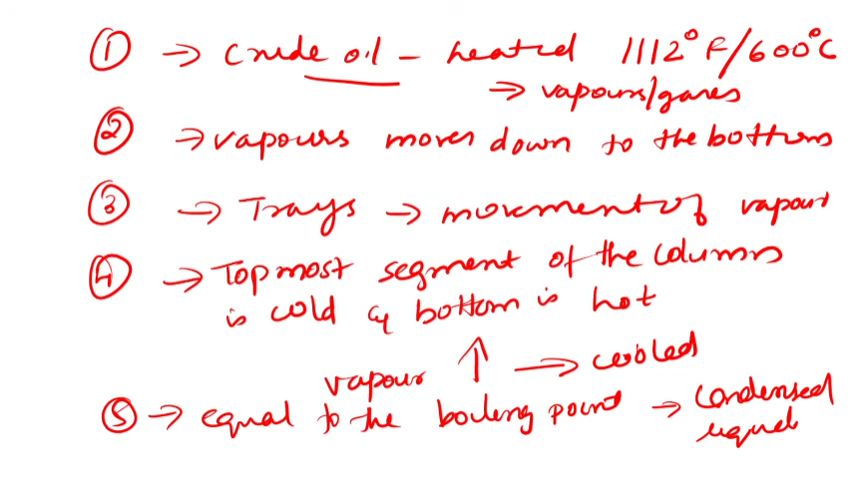 ① → Crude oil - heated 1112°F/600°C
→ vapours/gases
② → vapours moves down to the bottom
③ → Trays → movement of vapour
④ → Topmost segment of the column
is cold & bottom is hot
vapour ↑ → cooled
⑤ → equal to the boiling point → condensed
liquid